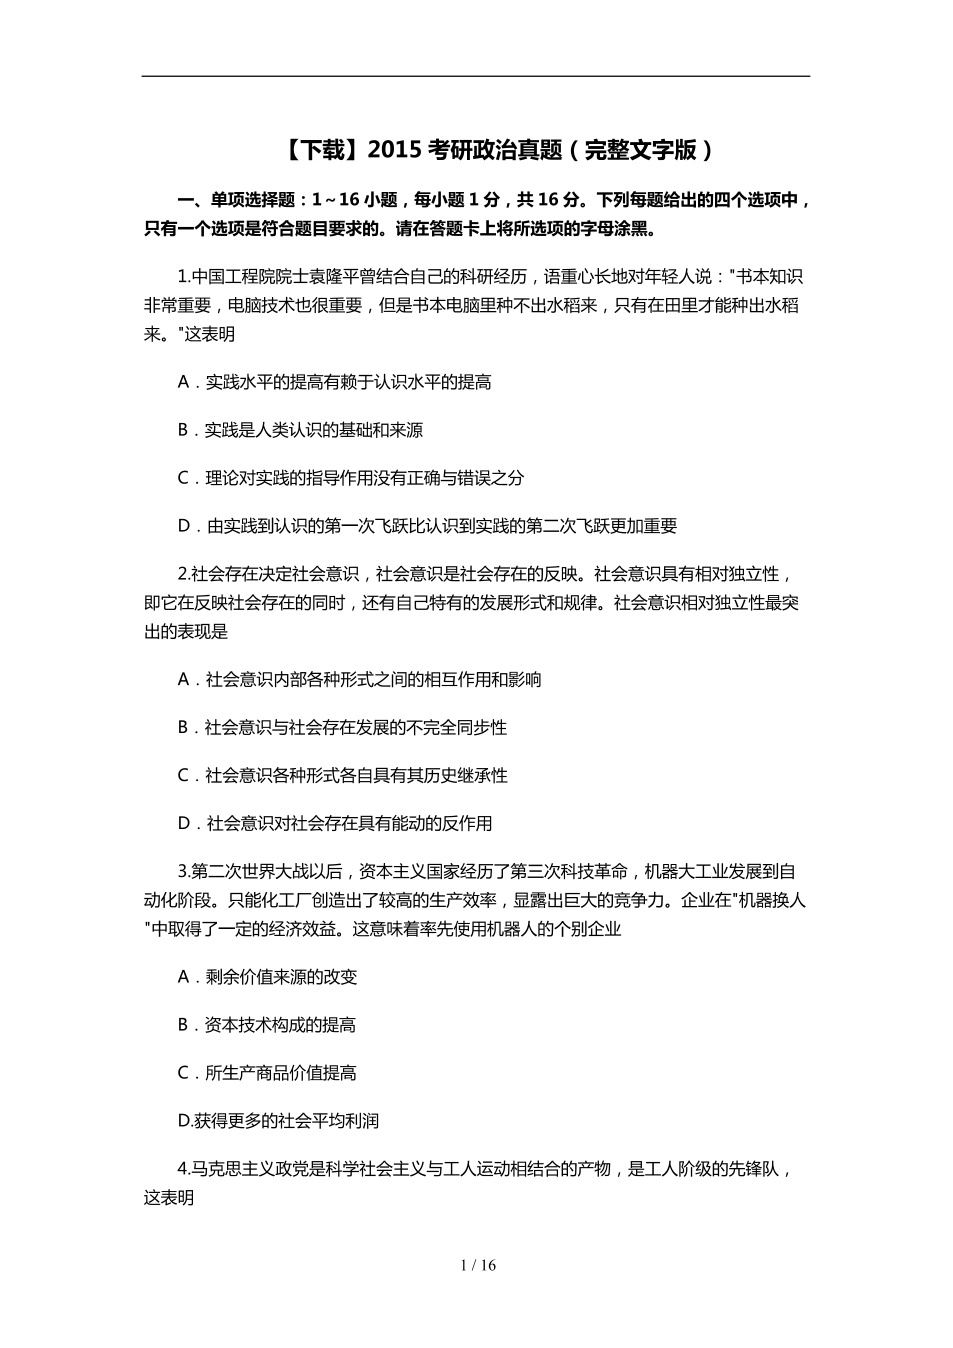 【下载】2015 考研政治真题（完整文字版）
一、单项选择题：1～16 小题，每小题 1 分，共 16 分。下列每题给出的四个选项中，
只有一个选项是符合题目要求的。请在答题卡上将所选项的字母涂黑。
1.中国工程院院士袁隆平曾结合自己的科研经历，语重心长地对年轻人说："书本知识
非常重要，电脑技术也很重要，但是书本电脑里种不出水稻来，只有在田里才能种出水稻
来。"这表明
A．实践水平的提高有赖于认识水平的提高
B．实践是人类认识的基础和来源
C．理论对实践的指导作用没有正确与错误之分
D．由实践到认识的第一次飞跃比认识到实践的第二次飞跃更加重要
2.社会存在决定社会意识，社会意识是社会存在的反映。社会意识具有相对独立性，
即它在反映社会存在的同时，还有自己特有的发展形式和规律。社会意识相对独立性最突
出的表现是
A．社会意识内部各种形式之间的相互作用和影响
B．社会意识与社会存在发展的不完全同步性
C．社会意识各种形式各自具有其历史继承性
D．社会意识对社会存在具有能动的反作用
3.第二次世界大战以后，资本主义国家经历了第三次科技革命，机器大工业发展到自
动化阶段。只能化工厂创造出了较高的生产效率，显露出巨大的竞争力。企业在"机器换人
"中取得了一定的经济效益。这意味着率先使用机器人的个别企业
A．剩余价值来源的改变
B．资本技术构成的提高
C．所生产商品价值提高
D.获得更多的社会平均利润
4.马克思主义政党是科学社会主义与工人运动相结合的产物，是工人阶级的先锋队，
这表明
1 / 16